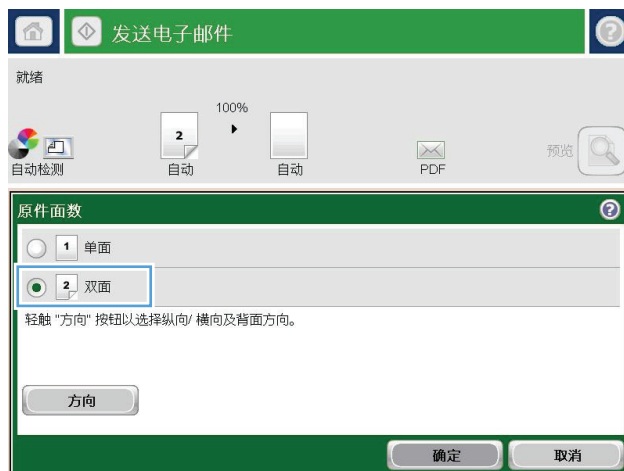 发送电子邮件
?
就绪
100%
2
自动检测
自动
自动
PDF
预览
原件面数
?
1 单面
2 双面
轻触 "方向" 按钮以选择纵向/ 横向及背面方向。
方向
确定
取消